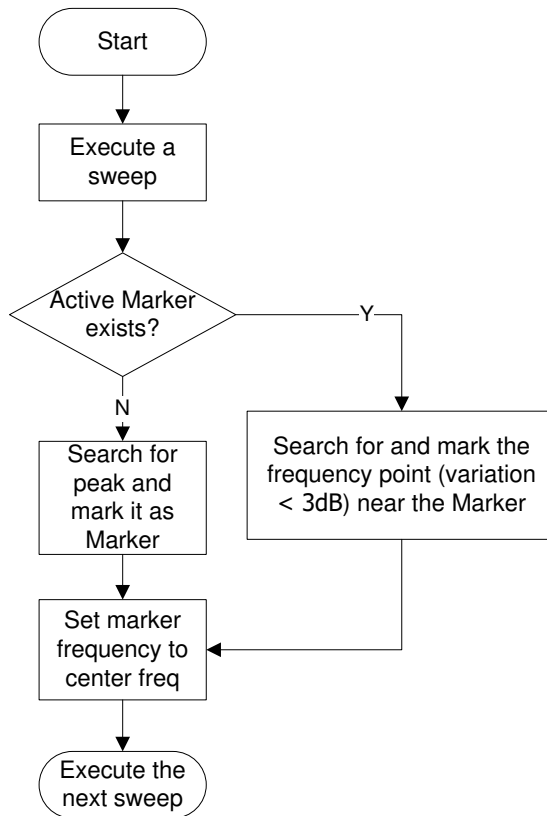 Start
Execute a
sweep
Active Marker
exists?
Y
N
Search for
peak and
mark it as
Marker
Search for and mark the
frequency point (variation
< 3dB) near the Marker
Set marker
frequency to
center freq
Execute the
next sweep